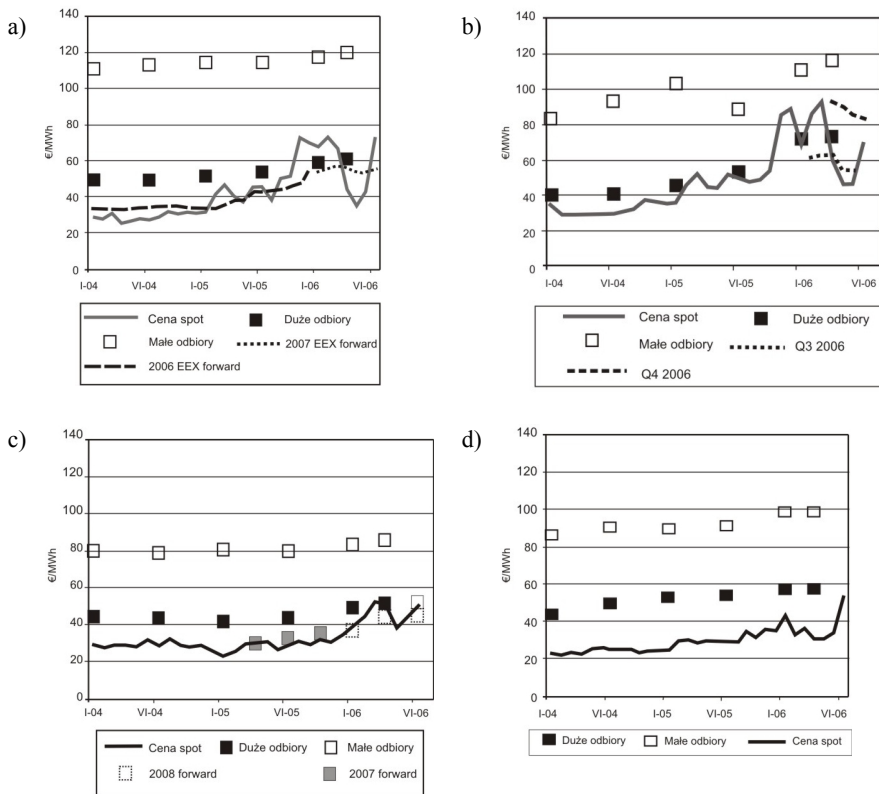 a)
140
120
100
80
60
40
20
0
€/MWh
I-04 VI-04 I-05 VI-05 I-06 VI-06
Cena spot Duże odbiory
Małe odbiory 2007 EEX forward
2006 EEX forward
b)
140
120
100
80
60
40
20
0
€/MWh
I-04 VI-04 I-05 VI-05 I-06 VI-06
Cena spot Duże odbiory
Małe odbiory Q3 2006
Q4 2006
c)
140
120
100
80
60
40
20
0
€/MWh
I-04 VI-04 I-05 VI-05 I-06 VI-06
Cena spot Duże odbiory Małe odbiory
2008 forward 2007 forward
d)
140
120
100
80
60
40
20
0
€/MWh
I-04 VI-04 I-05 VI-05 I-06 VI-06
Duże odbiory Małe odbiory Cena spot